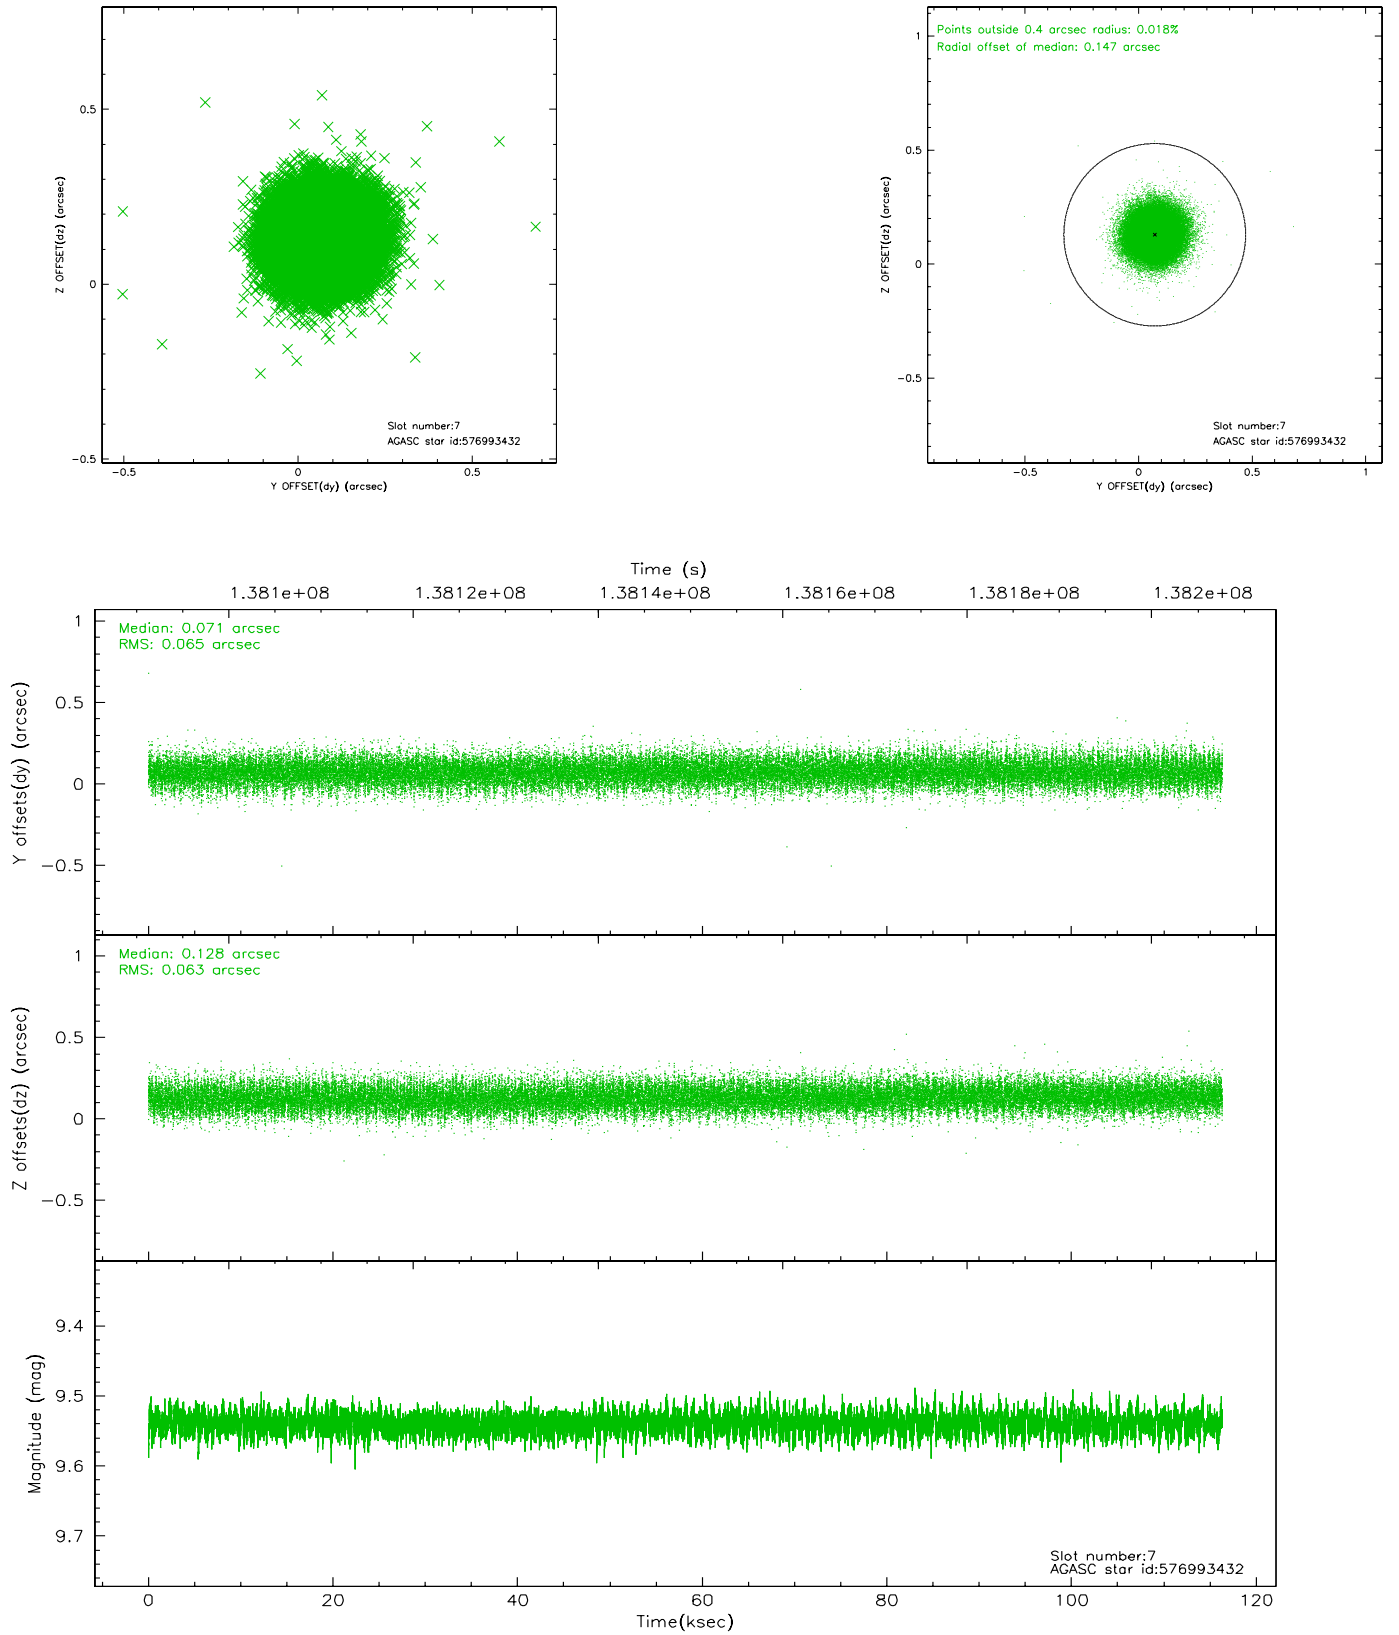 0.5
0
-0.5
Z OFFSET(dz) (arcsec)
-0.5
0
0.5
Y OFFSET(dy) (arcsec)
Slot number:7
AGASC star id:576993432
Points outside 0.4 arcsec radius: 0.018%
Radial offset of median: 0.147 arcsec
1
0.5
0
-0.5
Z OFFSET(dz) (arcsec)
-0.5
0
0.5
1
Y OFFSET(dy) (arcsec)
Slot number:7
AGASC star id:576993432
Time (s)
1.381e+08
1.3812e+08
1.3814e+08
1.3816e+08
1.3818e+08
1.382e+08
Median: 0.071 arcsec
RMS: 0.065 arcsec
1
0.5
0
-0.5
Y offsets(dy) (arcsec)
Median: 0.128 arcsec
RMS: 0.063 arcsec
1
0.5
0
-0.5
Z offsets(dz) (arcsec)
9.4
9.5
9.6
9.7
Magnitude (mag)
Slot number:7
AGASC star id:576993432
0
20
40
60
80
100
120
Time(ksec)